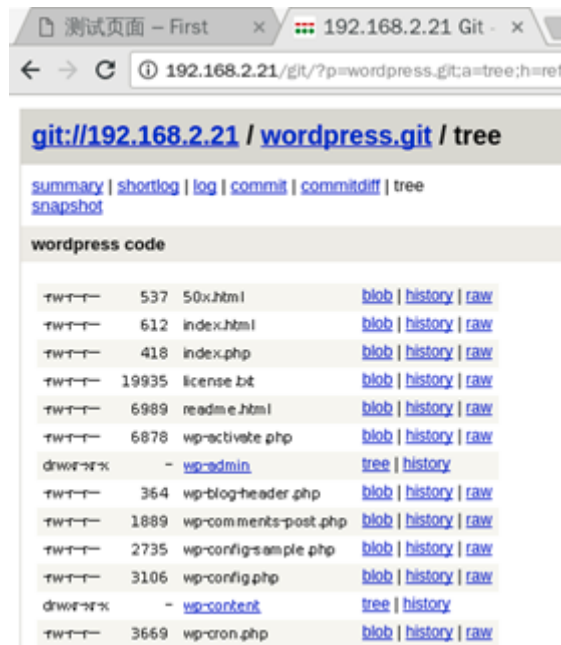 测试页面 – First × 192.168.2.21 Git - ×
192.168.2.21/git/?p=wordpress.git;a=tree;h=ref
git://192.168.2.21 / wordpress.git / tree
summary | shortlog | log | commit | commitdiff | tree
snapshot
wordpress code
-rw-r--r-- 537 50x.html blob | history | raw
-rw-r--r-- 612 index.html blob | history | raw
-rw-r--r-- 418 index.php blob | history | raw
-rw-r--r-- 19935 license.txt blob | history | raw
-rw-r--r-- 6989 readme.html blob | history | raw
-rw-r--r-- 6878 wp-activate.php blob | history | raw
drwxr-xr-x - wp-admin tree | history
-rw-r--r-- 364 wp-blog-header.php blob | history | raw
-rw-r--r-- 1889 wp-comments-post.php blob | history | raw
-rw-r--r-- 2735 wp-config-sample.php blob | history | raw
-rw-r--r-- 3106 wp-config.php blob | history | raw
drwxr-xr-x - wp-content tree | history
-rw-r--r-- 3669 wp-cron.php blob | history | raw